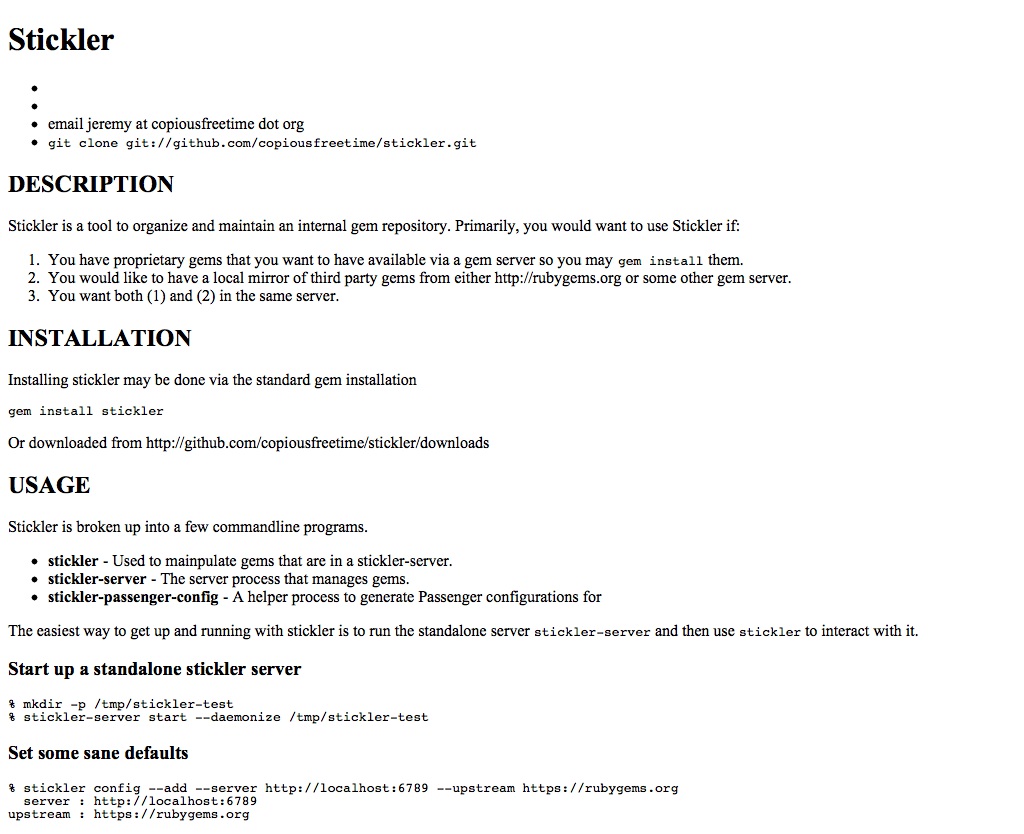 Stickler
email jeremy at copiousfreetime dot org
git clone git://github.com/copiousfreetime/stickler.git
DESCRIPTION
Stickler is a tool to organize and maintain an internal gem repository. Primarily, you would want to use Stickler if:
1. You have proprietary gems that you want to have available via a gem server so you may gem install them.
2. You would like to have a local mirror of third party gems from either http://rubygems.org or some other gem server.
3. You want both (1) and (2) in the same server.
INSTALLATION
Installing stickler may be done via the standard gem installation
gem install stickler
Or downloaded from http://github.com/copiousfreetime/stickler/downloads
USAGE
Stickler is broken up into a few commandline programs.
stickler - Used to mainpulate gems that are in a stickler-server.
stickler-server - The server process that manages gems.
stickler-passenger-config - A helper process to generate Passenger configurations for
The easiest way to get up and running with stickler is to run the standalone server stickler-server and then use stickler to interact with it.
Start up a standalone stickler server
% mkdir -p /tmp/stickler-test
% stickler-server start --daemonize /tmp/stickler-test
Set some sane defaults
% stickler config --add --server http://localhost:6789 --upstream https://rubygems.org
server : http://localhost:6789
upstream : https://rubygems.org